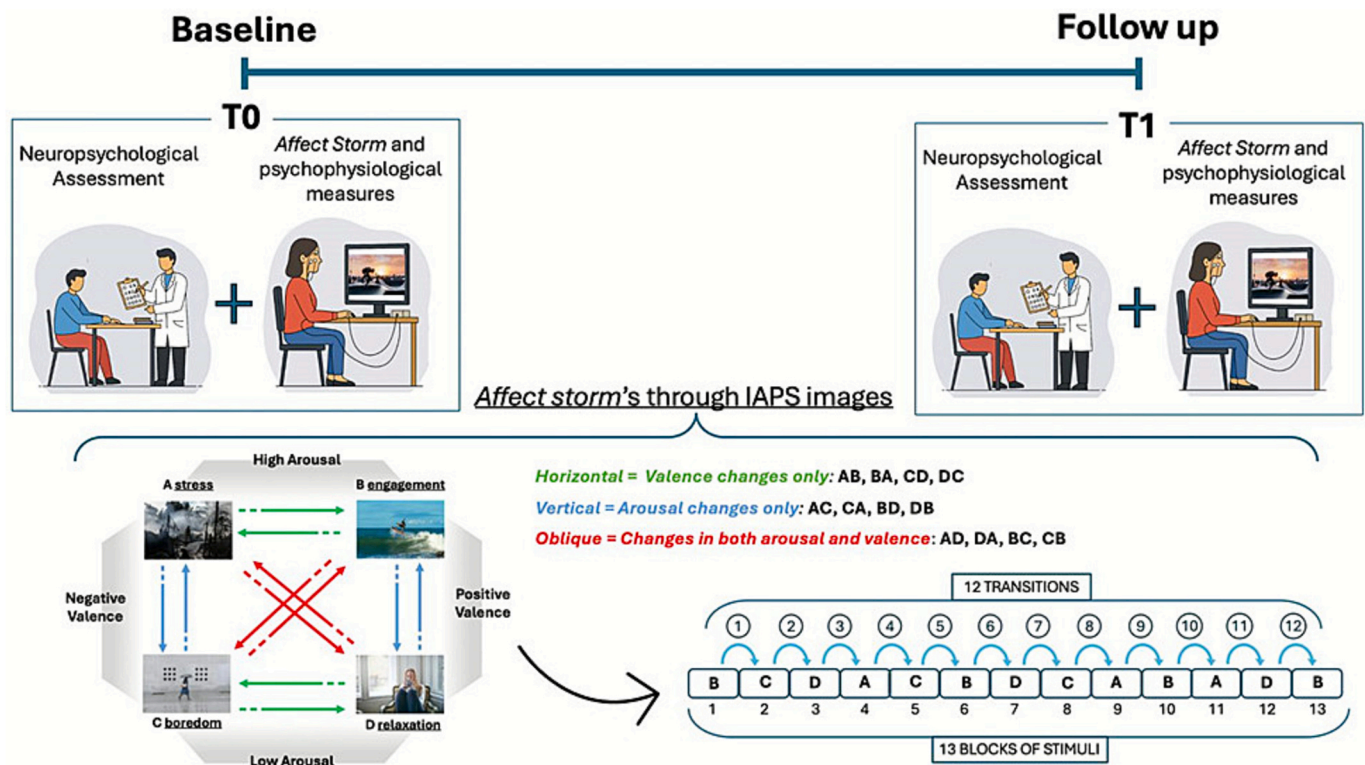 Baseline
Follow up
T0
Neuropsychological
Assessment
Affect Storm and
psychophysiological
measures
T1
Neuropsychological
Assessment
Affect Storm and
psychophysiological
measures
Affect storm's through IAPS images
High Arousal
A stress
B engagement
Negative
Valence
Positive
Valence
C boredom
D relaxation
Low Arousal
Horizontal = Valence changes only: AB, BA, CD, DC
Vertical = Arousal changes only: AC, CA, BD, DB
Oblique = Changes in both arousal and valence: AD, DA, BC, CB
12 TRANSITIONS
1 2 3 4 5 6 7 8 9 10 11 12
B C D A C B D C A B A D B
1 2 3 4 5 6 7 8 9 10 11 12 13
13 BLOCKS OF STIMULI